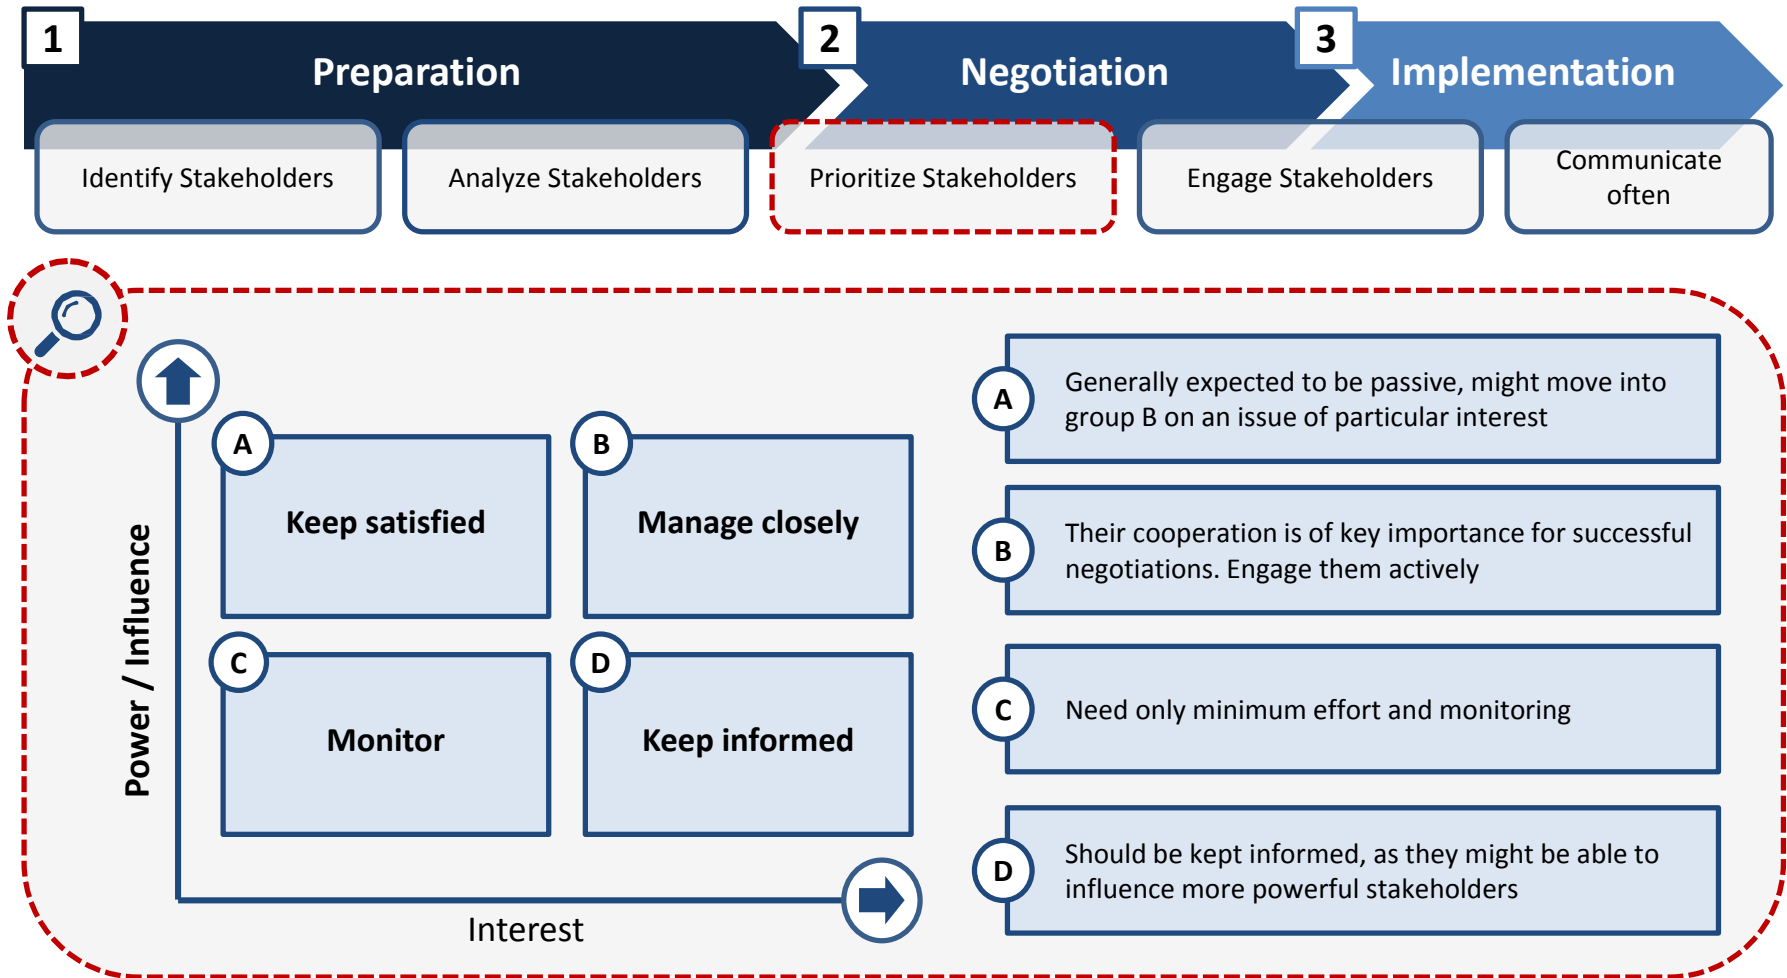 1
Preparation
2
Negotiation
3
Implementation
Identify Stakeholders
Analyze Stakeholders
Prioritize Stakeholders
Engage Stakeholders
Communicate
often
Power / Influence
A
Keep satisfied
B
Manage closely
C
Monitor
D
Keep informed
Interest
A
Generally expected to be passive, might move into
group B on an issue of particular interest
B
Their cooperation is of key importance for successful
negotiations. Engage them actively
C
Need only minimum effort and monitoring
D
Should be kept informed, as they might be able to
influence more powerful stakeholders